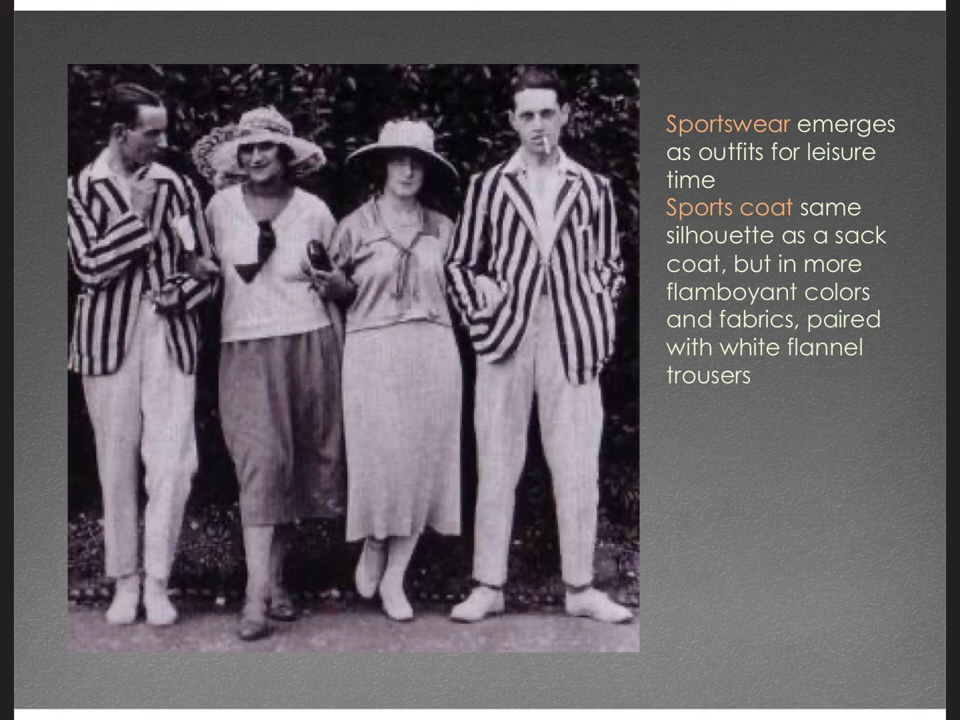 Sportswear emerges
as outfits for leisure
time
Sports coat same
silhouette as a sack
coat, but in more
flamboyant colors
and fabrics, paired
with white flannel
trousers